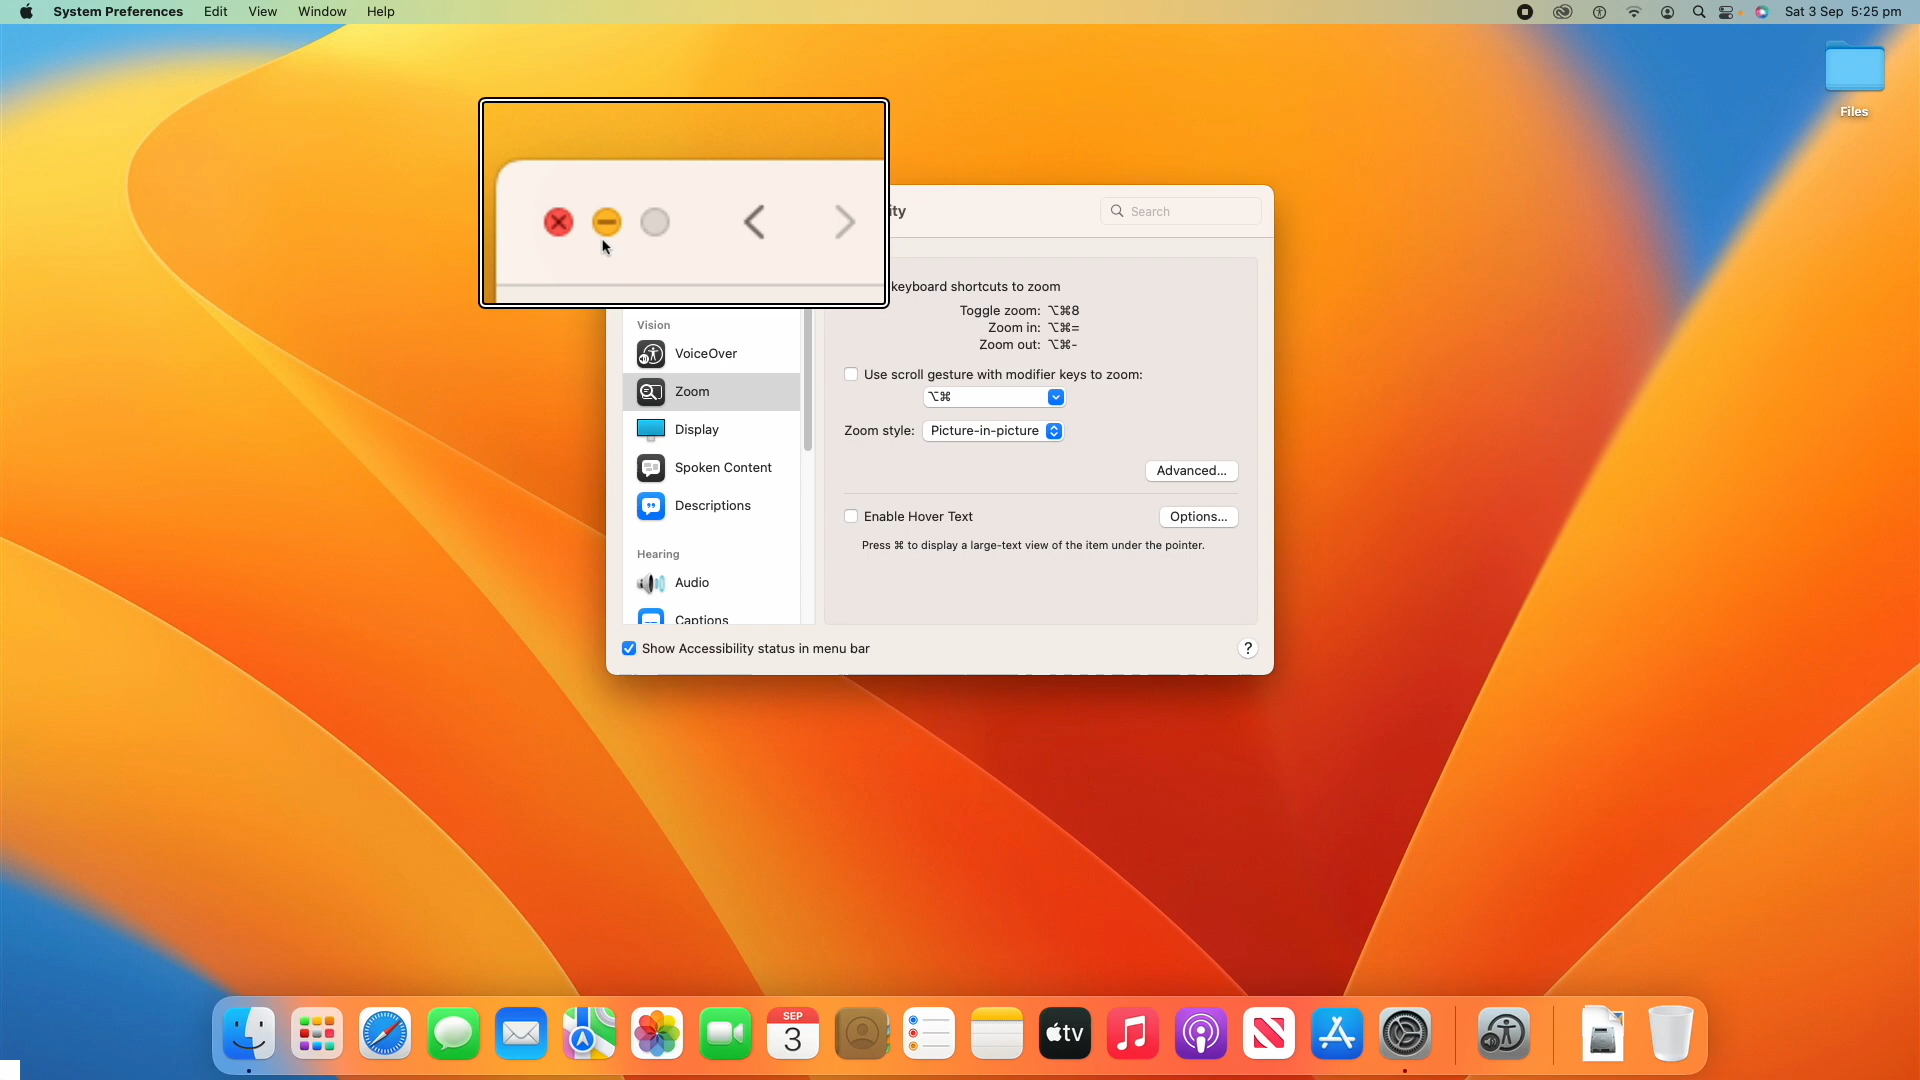 System Preferences Edit View Window Help
Sat 3 Sep 5:25 pm
Files
ity
Search
keyboard shortcuts to zoom
Toggle zoom: ⌥⌘8
Zoom in: ⌥⌘=
Zoom out: ⌥⌘-
Use scroll gesture with modifier keys to zoom:
⌥⌘
Zoom style: Picture-in-picture
Advanced...
Enable Hover Text
Options...
Press ⌘ to display a large-text view of the item under the pointer.
Vision
VoiceOver
Zoom
Display
Spoken Content
Descriptions
Hearing
Audio
Captions
Show Accessibility status in menu bar
?
SEP
3
tv